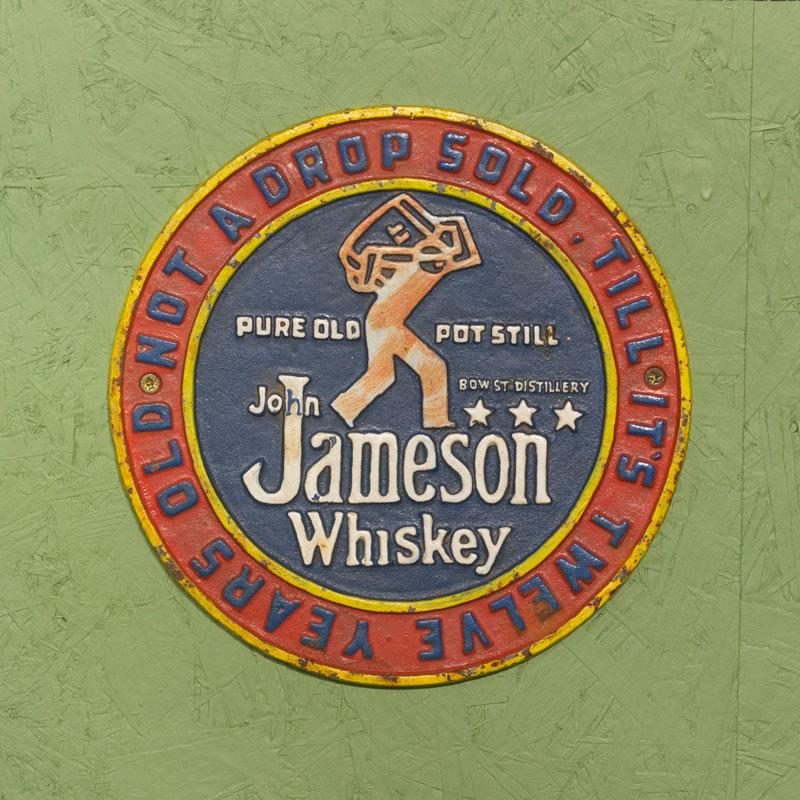 NOT A DROP SOLD, TILL IT'S TWELVE YEARS OLD
PURE OLD POT STILL
BOW ST DISTILLERY
John
Jameson
Whiskey